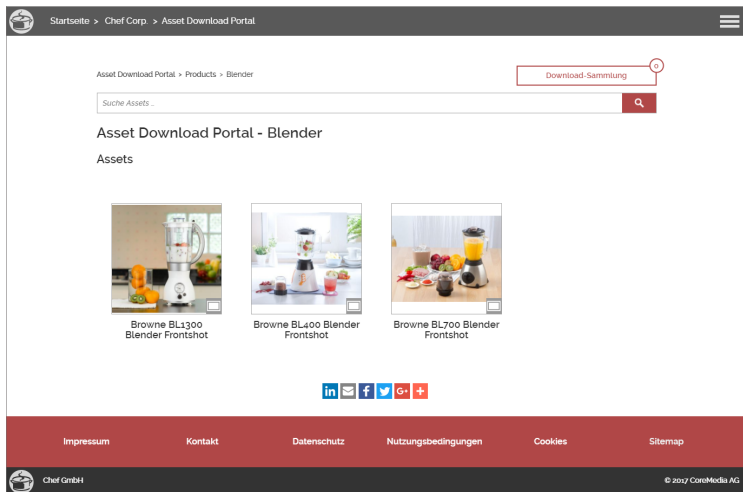 Startseite > Chef Corp. > Asset Download Portal
Asset Download Portal > Products > Blender
0
Download-Sammlung
Suche Assets ...
Asset Download Portal - Blender
Assets
Browne BL1300
Blender Frontshot
Browne BL400 Blender
Frontshot
Browne BL700 Blender
Frontshot
in
f
G+
+
Impressum Kontakt Datenschutz Nutzungsbedingungen Cookies Sitemap
Chef GmbH © 2017 CoreMedia AG